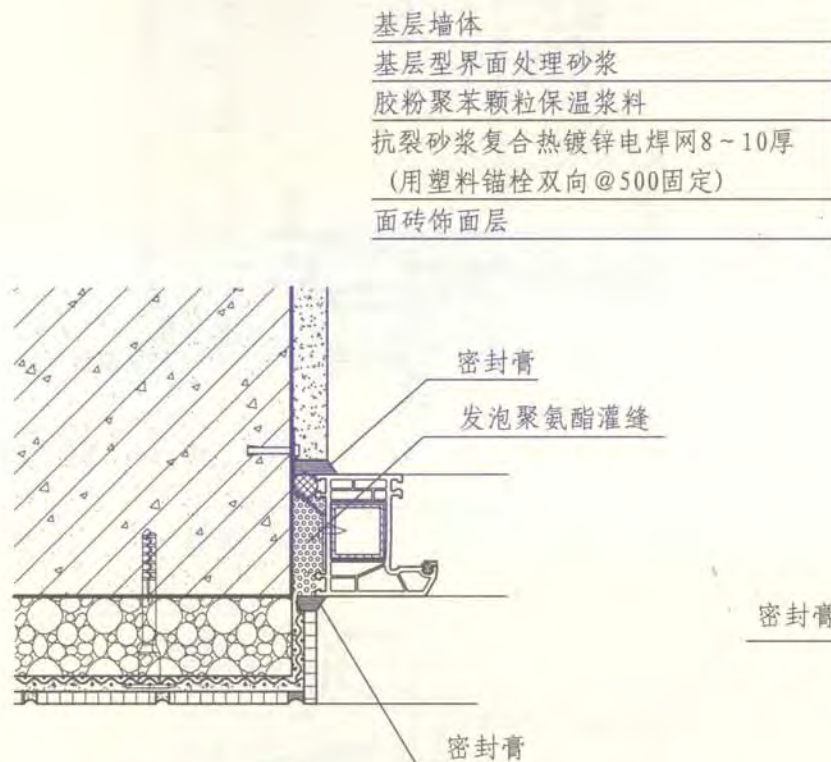 基层墙体
基层型界面处理砂浆
胶粉聚苯颗粒保温浆料
抗裂砂浆复合热镀锌电焊网8~10厚
(用塑料锚栓双向@500固定)
面砖饰面层
密封膏
发泡聚氨酯灌缝
密封膏
密封膏